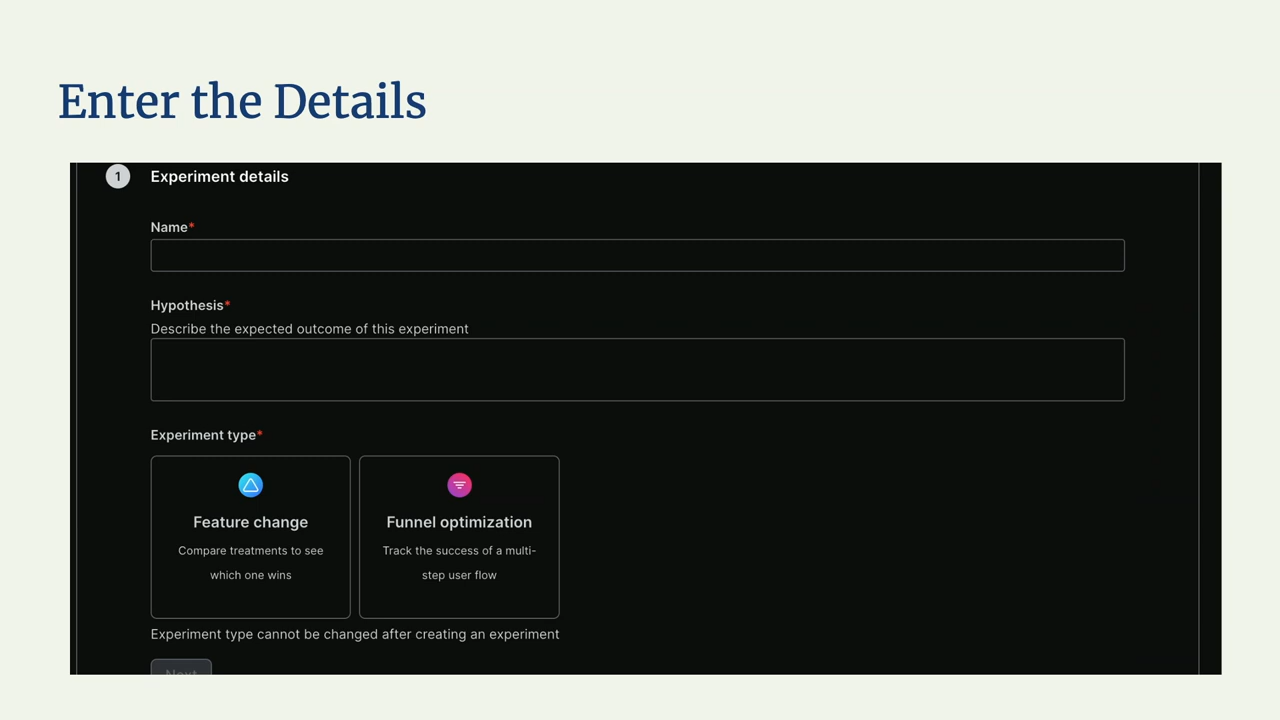 Enter the Details
1 Experiment details
Name*
Hypothesis*
Describe the expected outcome of this experiment
Experiment type*
Feature change
Compare treatments to see
which one wins
Funnel optimization
Track the success of a multi-
step user flow
Experiment type cannot be changed after creating an experiment
Next